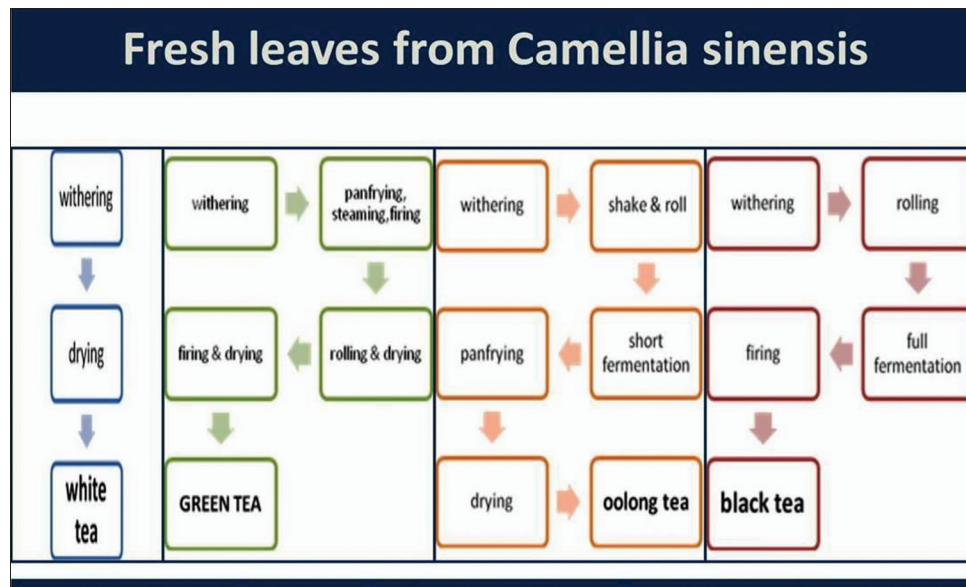 Fresh leaves from Camellia sinensis
withering
drying
white
tea
withering
panfrying,
steaming,firing
rolling & drying
firing & drying
GREEN TEA
withering
shake & roll
short
fermentation
panfrying
drying
oolong tea
withering
rolling
full
fermentation
firing
black tea